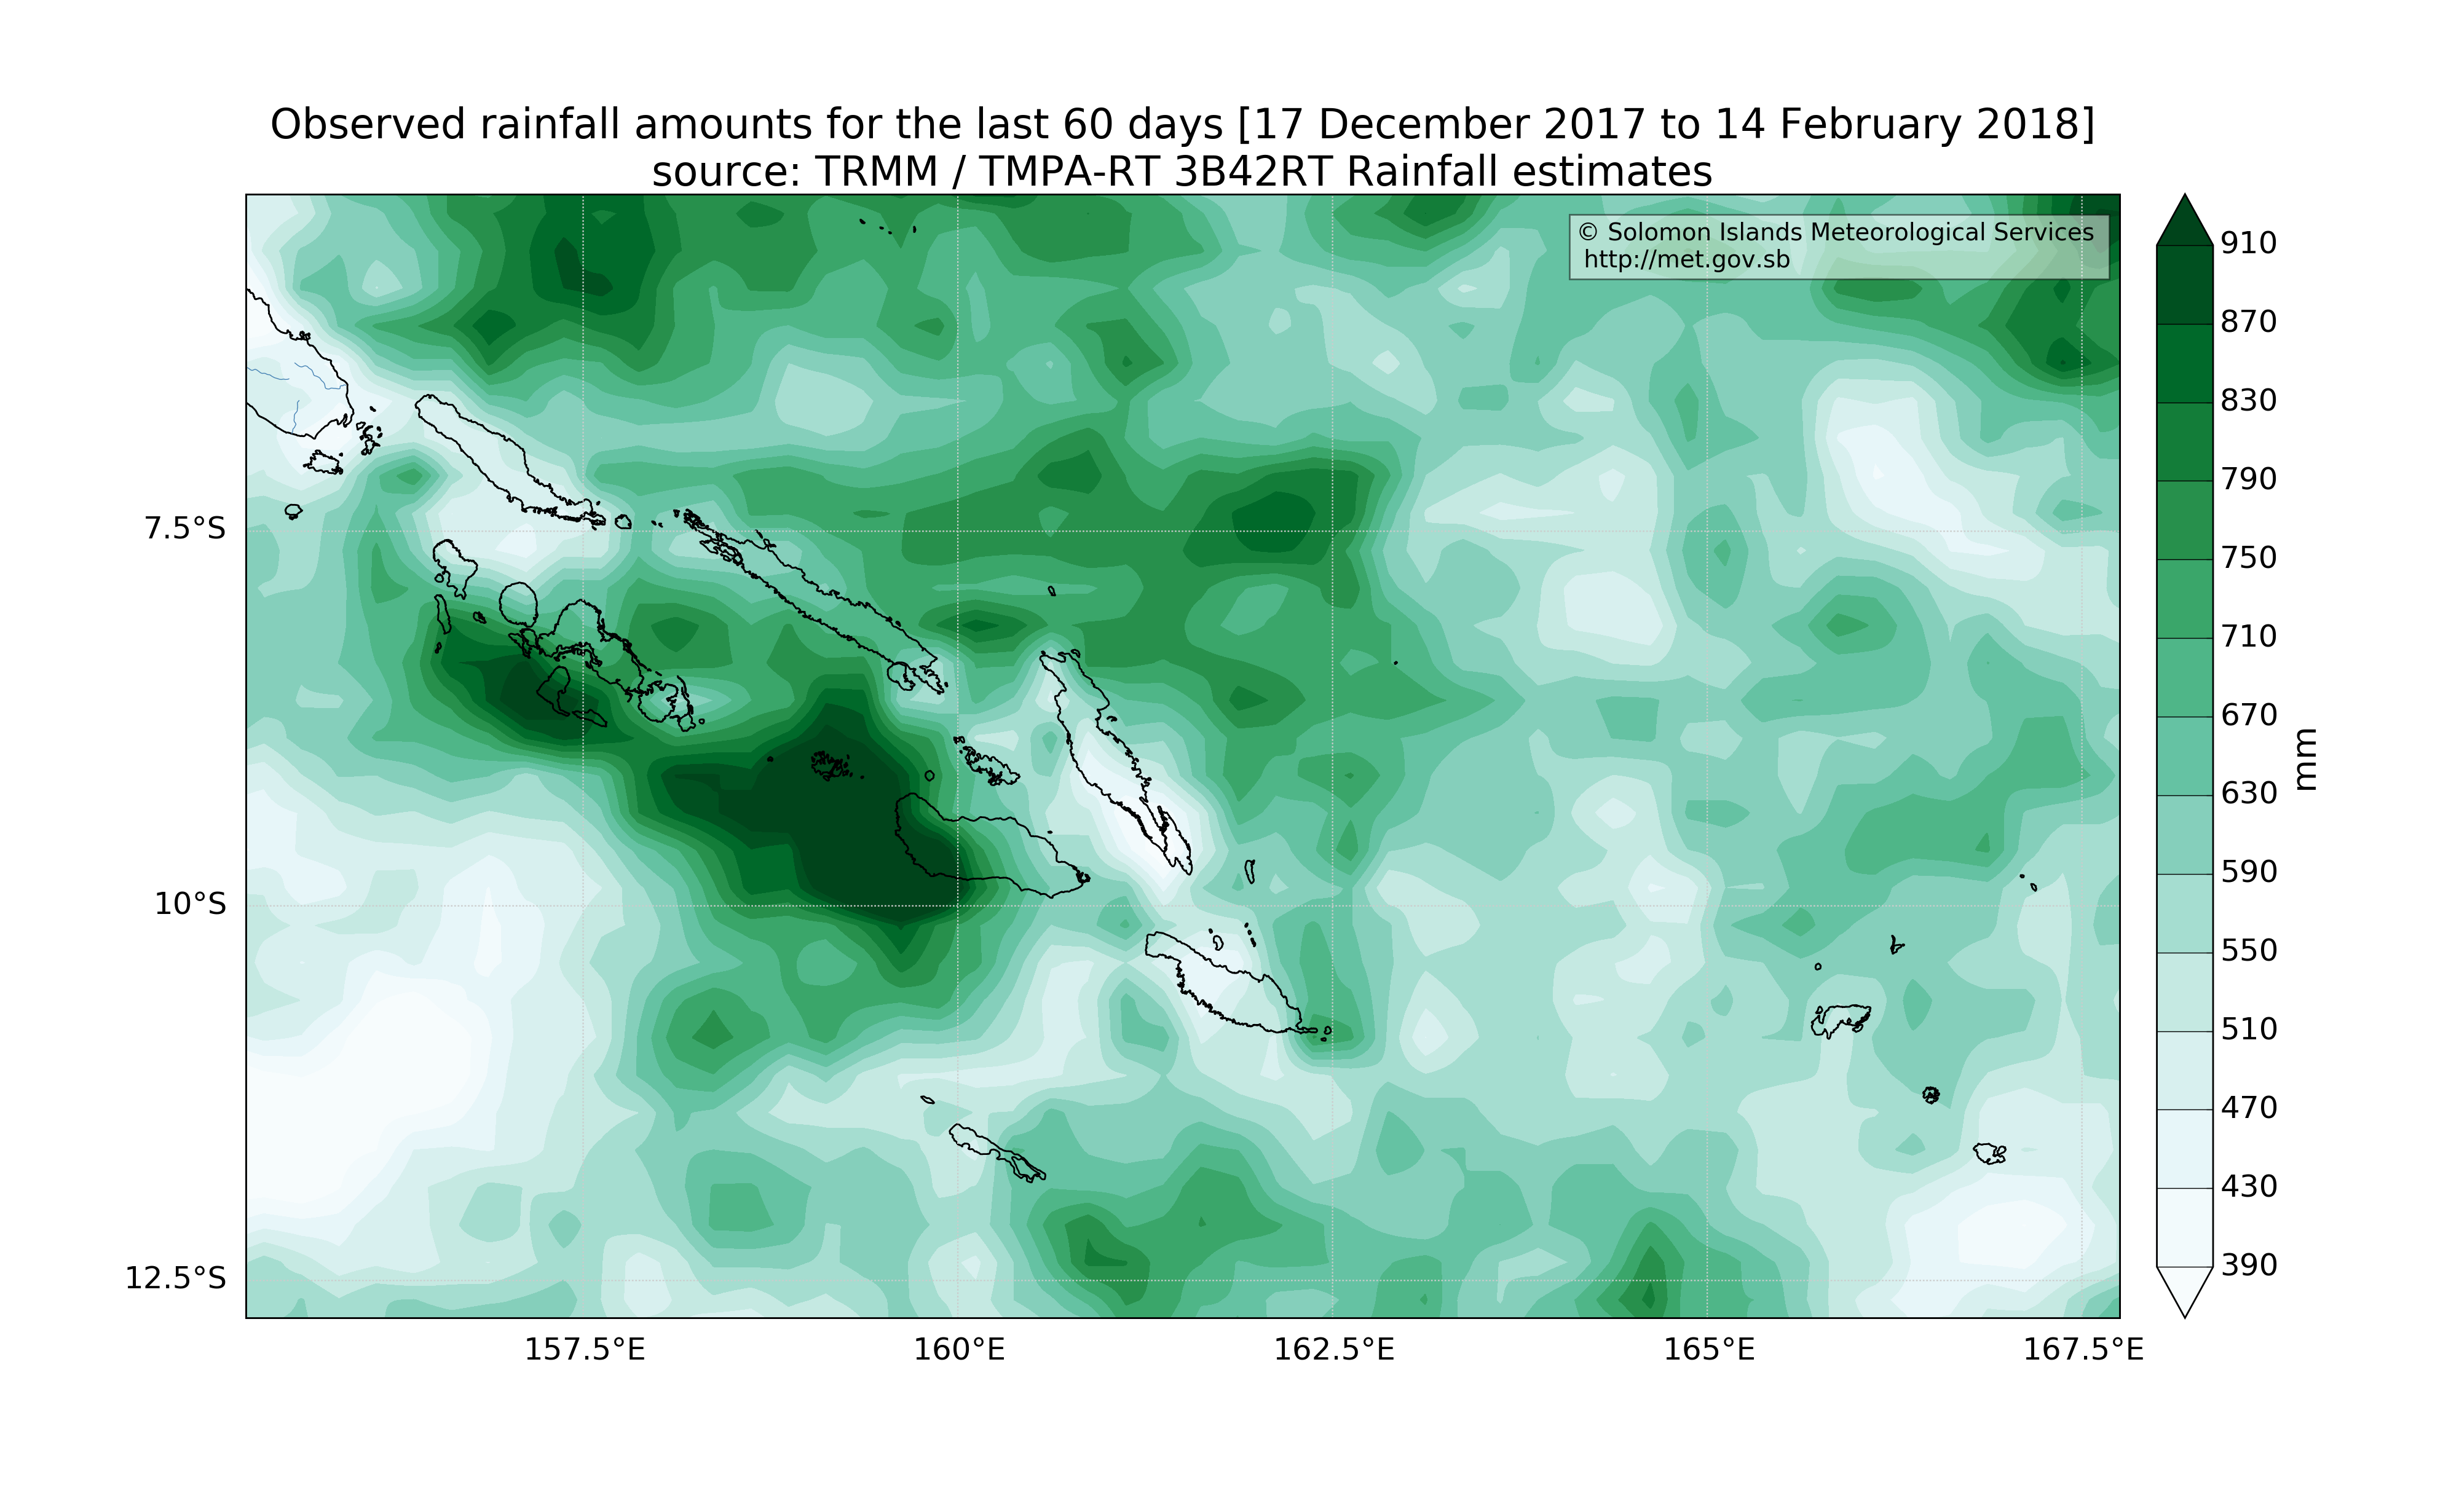 Observed rainfall amounts for the last 60 days [17 December 2017 to 14 February 2018]
source: TRMM / TMPA-RT 3B42RT Rainfall estimates
© Solomon Islands Meteorological Services
http://met.gov.sb
7.5°S
10°S
12.5°S
157.5°E
160°E
162.5°E
165°E
167.5°E
910
870
830
790
750
710
670
630
590
550
510
470
430
390
mm